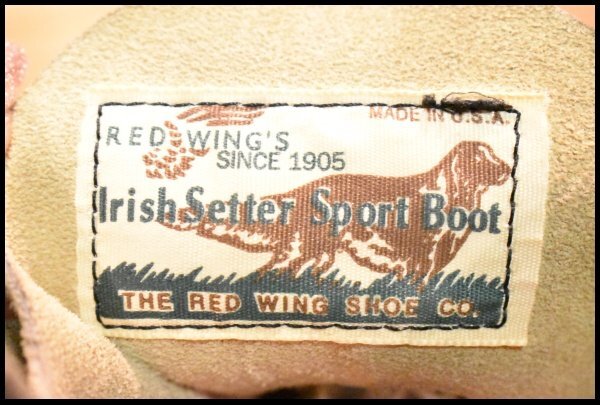 MADE IN U.S.A.
RED WING'S
SINCE 1905
Irish Setter Sport Boot
THE RED WING SHOE CO.